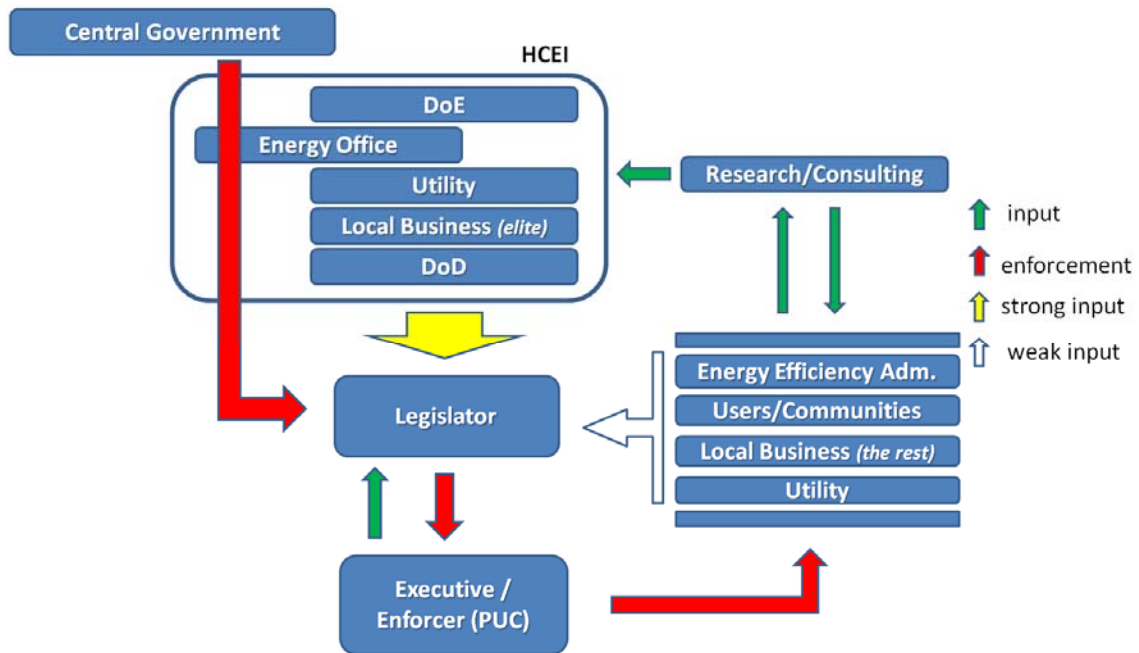 Central Government
HCEI
DoE
Energy Office
Utility
Local Business (elite)
DoD
Research/Consulting
input
enforcement
strong input
weak input
Energy Efficiency Adm.
Users/Communities
Local Business (the rest)
Utility
Legislator
Executive /
Enforcer (PUC)